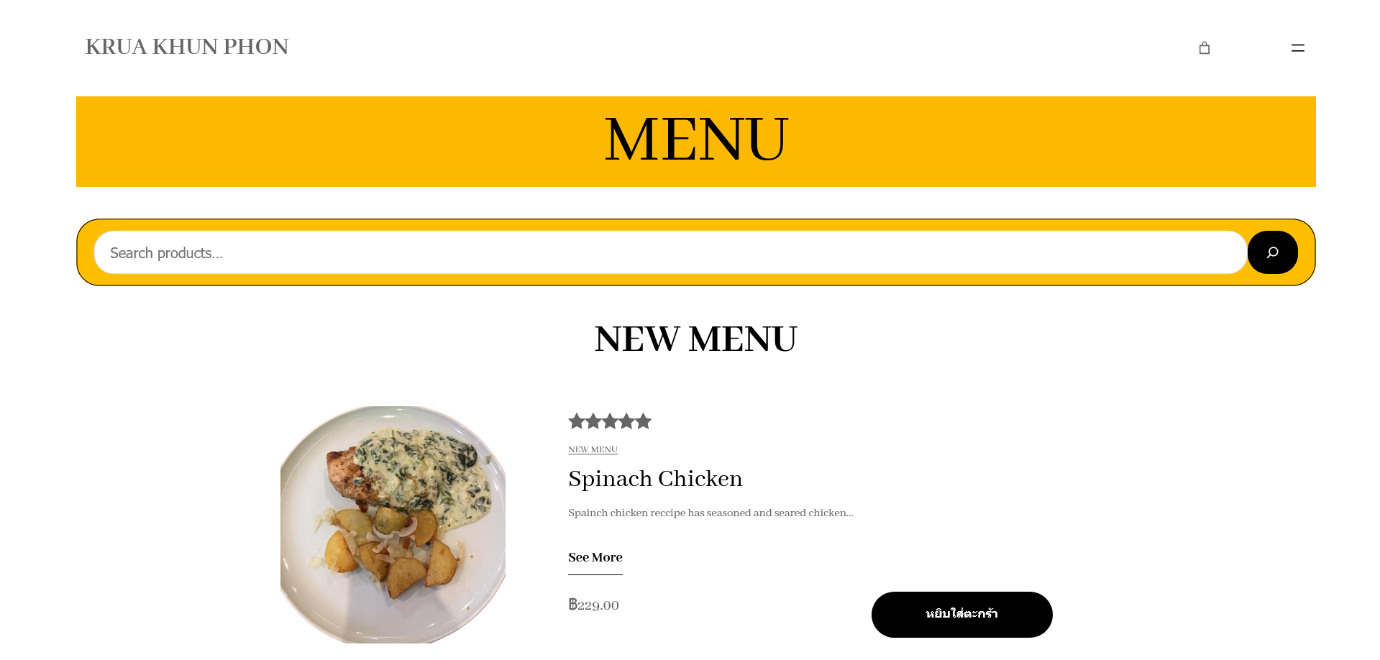 KRUA KHUN PHON
MENU
Search products...
NEW MENU
NEW MENU
Spinach Chicken
Spainch chicken reccipe has seasoned and seared chicken...
See More
฿229.00
หยิบใส่ตะกร้า